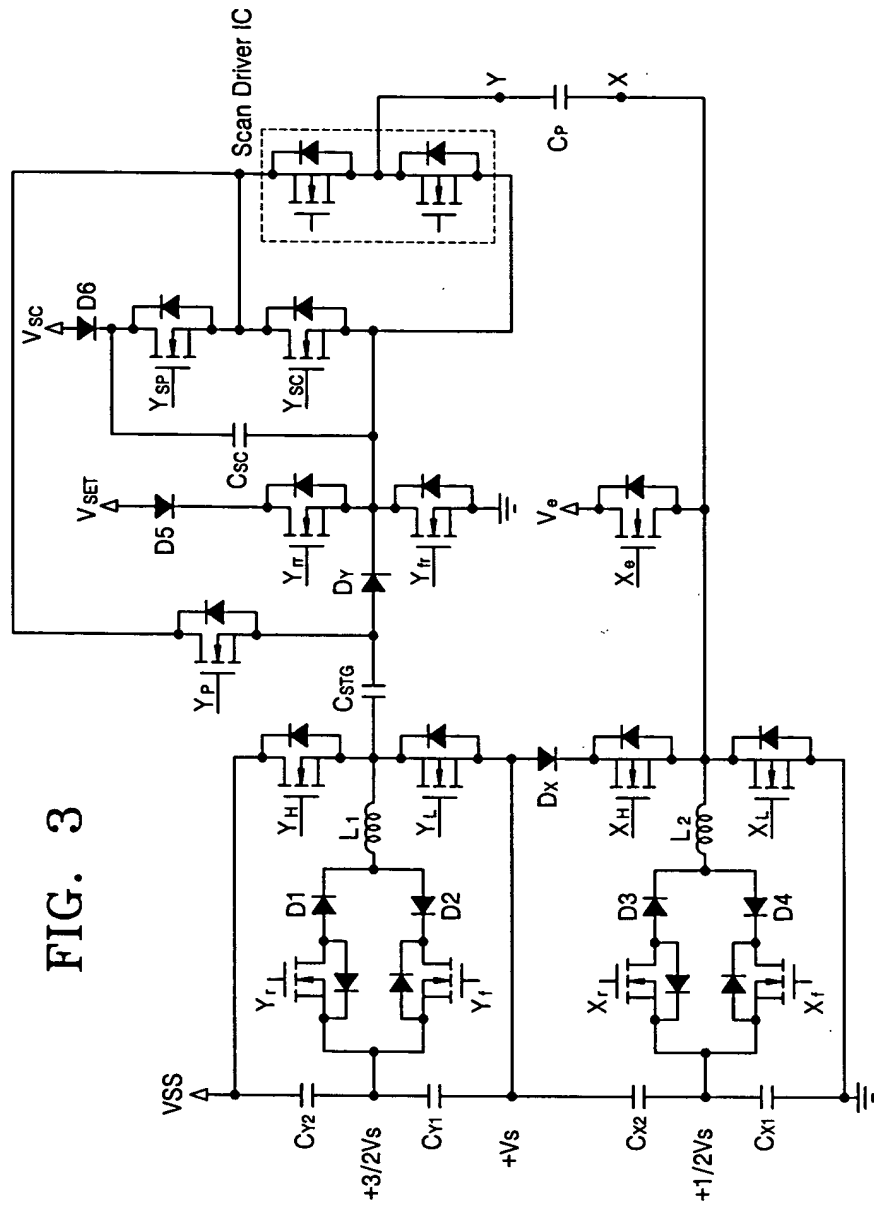 FIG. 3
Scan Driver IC
VSC
D6
VSET
D5
YSP
YSC
CSC
YP
Yrr
DY
Yfr
CSTG
Y
CP
X
Ve
Xe
VSS
YH
L1
YL
D1
D2
Yr
Yf
CY2
+3/2Vs
CY1
+Vs
DX
XH
L2
XL
D3
D4
Xr
Xf
CX2
+1/2Vs
CX1